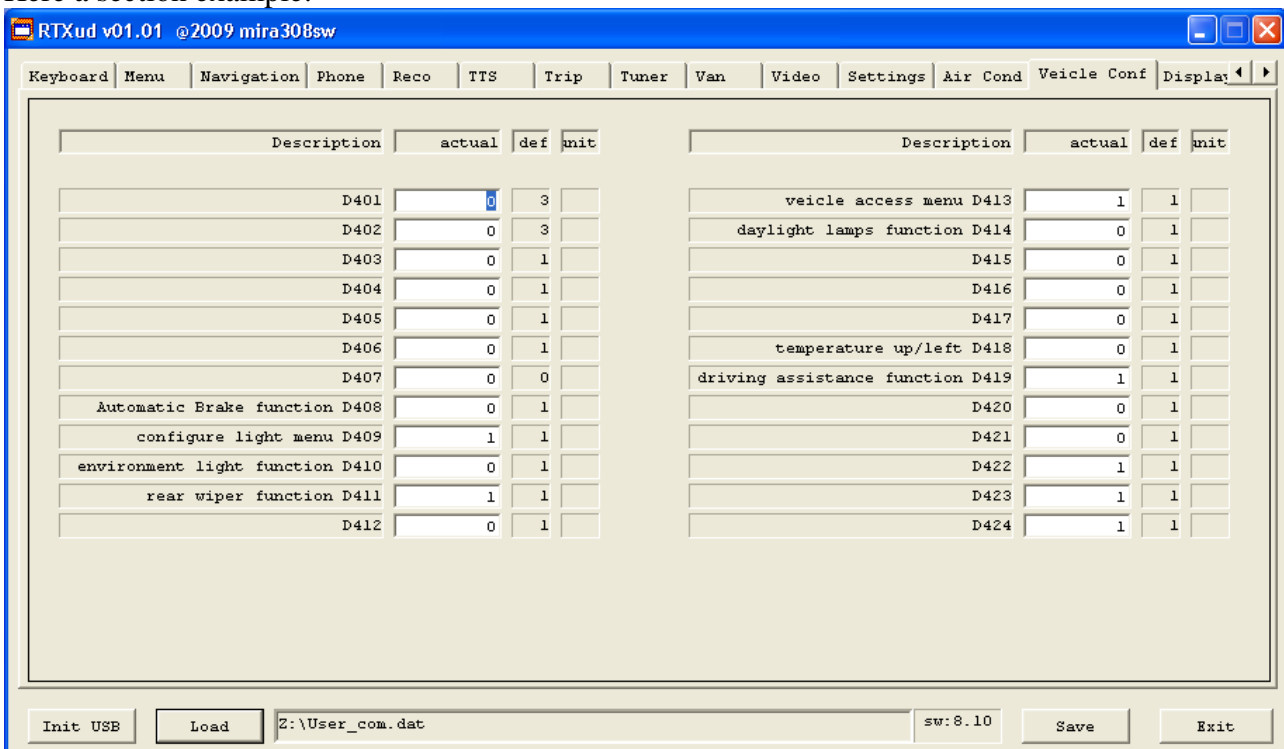 Here a section example:
RTXud v01.01 @2009 mira308sw
Keyboard Menu Navigation Phone Reco TTS Trip Tuner Van Video Settings Air Cond Veicle Conf Display
Description actual def unit Description actual def unit
D401 0 3 veicle access menu D413 1 1
D402 0 3 daylight lamps function D414 0 1
D403 0 1 D415 0 1
D404 0 1 D416 0 1
D405 0 1 D417 0 1
D406 0 1 temperature up/left D418 0 1
D407 0 0 driving assistance function D419 1 1
Automatic Brake function D408 0 1 D420 0 1
configure light menu D409 1 1 D421 0 1
environment light function D410 0 1 D422 1 1
rear wiper function D411 1 1 D423 1 1
D412 0 1 D424 1 1
Init USB Load Z:\User_com.dat sw:8.10 Save Exit